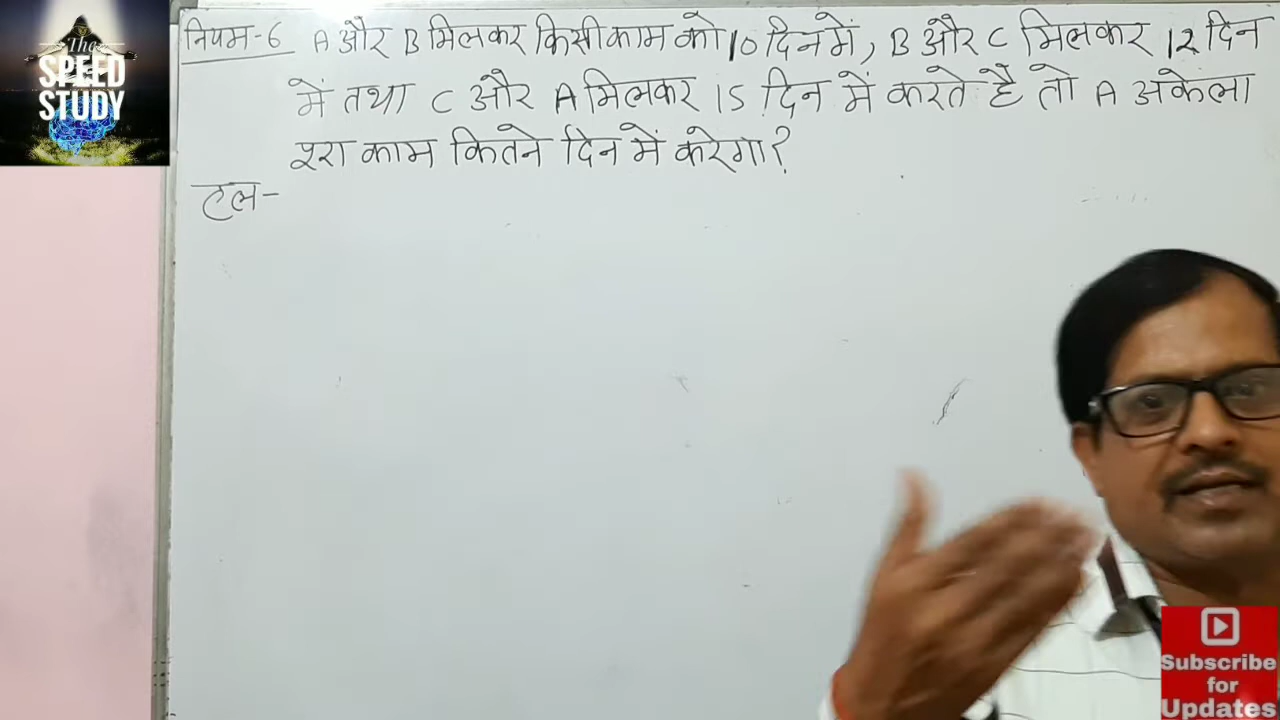 The
SPEED
STUDY
नियम-6 A और B मिलकर किसी काम को 10 दिन में, B और C मिलकर 12 दिन
में तथा C और A मिलकर 15 दिन में करते है तो A अकेला
पूरा काम कितने दिन में करेगा?
हल-
Subscribe
for
Updates